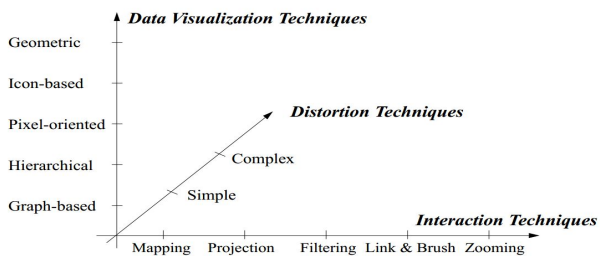 Data Visualization Techniques
Geometric
Icon-based
Pixel-oriented
Hierarchical
Graph-based
Distortion Techniques
Complex
Simple
Interaction Techniques
Mapping Projection Filtering Link & Brush Zooming